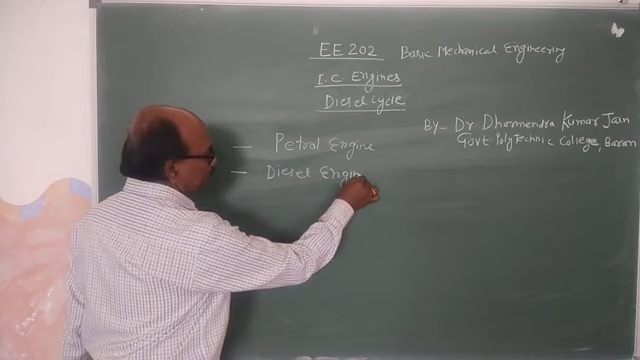 EE 202 Basic Mechanical Engineering
I.C. Engines
Diesel Cycle
By- Dr Dharmendra Kumar Jain
Govt. PolyTechnic College, Baran
— Petrol Engine
— Diesel Engin